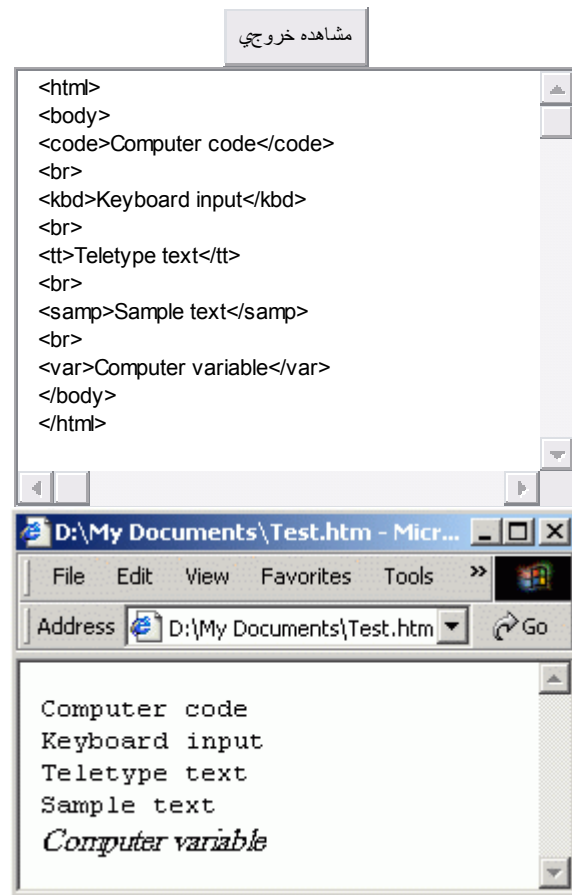 مشاهده خروجي
<html>
<body>
<code>Computer code</code>
<br>
<kbd>Keyboard input</kbd>
<br>
<tt>Teletype text</tt>
<br>
<samp>Sample text</samp>
<br>
<var>Computer variable</var>
</body>
</html>
D:\My Documents\Test.htm - Micr...
File Edit View Favorites Tools »
Address D:\My Documents\Test.htm Go
Computer code
Keyboard input
Teletype text
Sample text
Computer variable